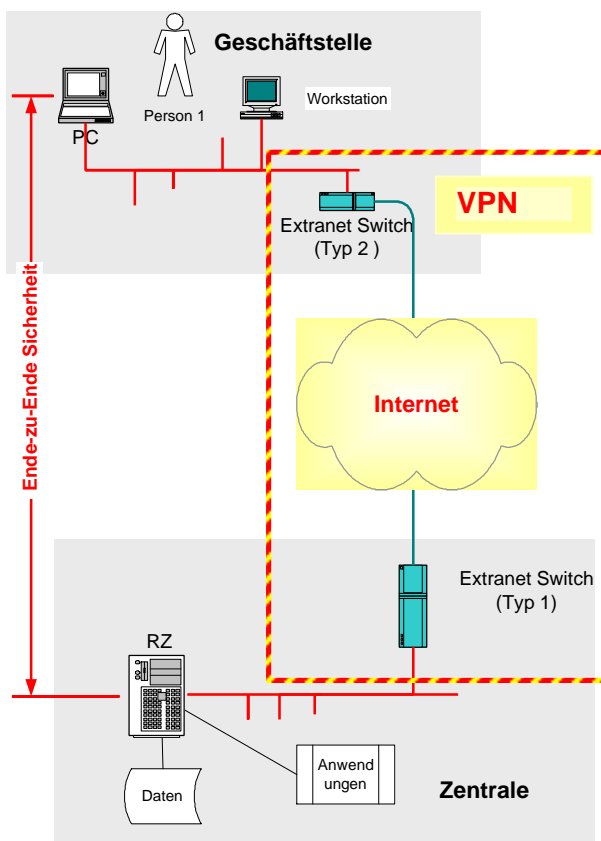 Geschäftstelle
Person 1
Workstation
PC
VPN
Extranet Switch
(Typ 2 )
Ende-zu-Ende Sicherheit
Internet
Extranet Switch
(Typ 1)
RZ
Daten
Anwend
ungen
Zentrale